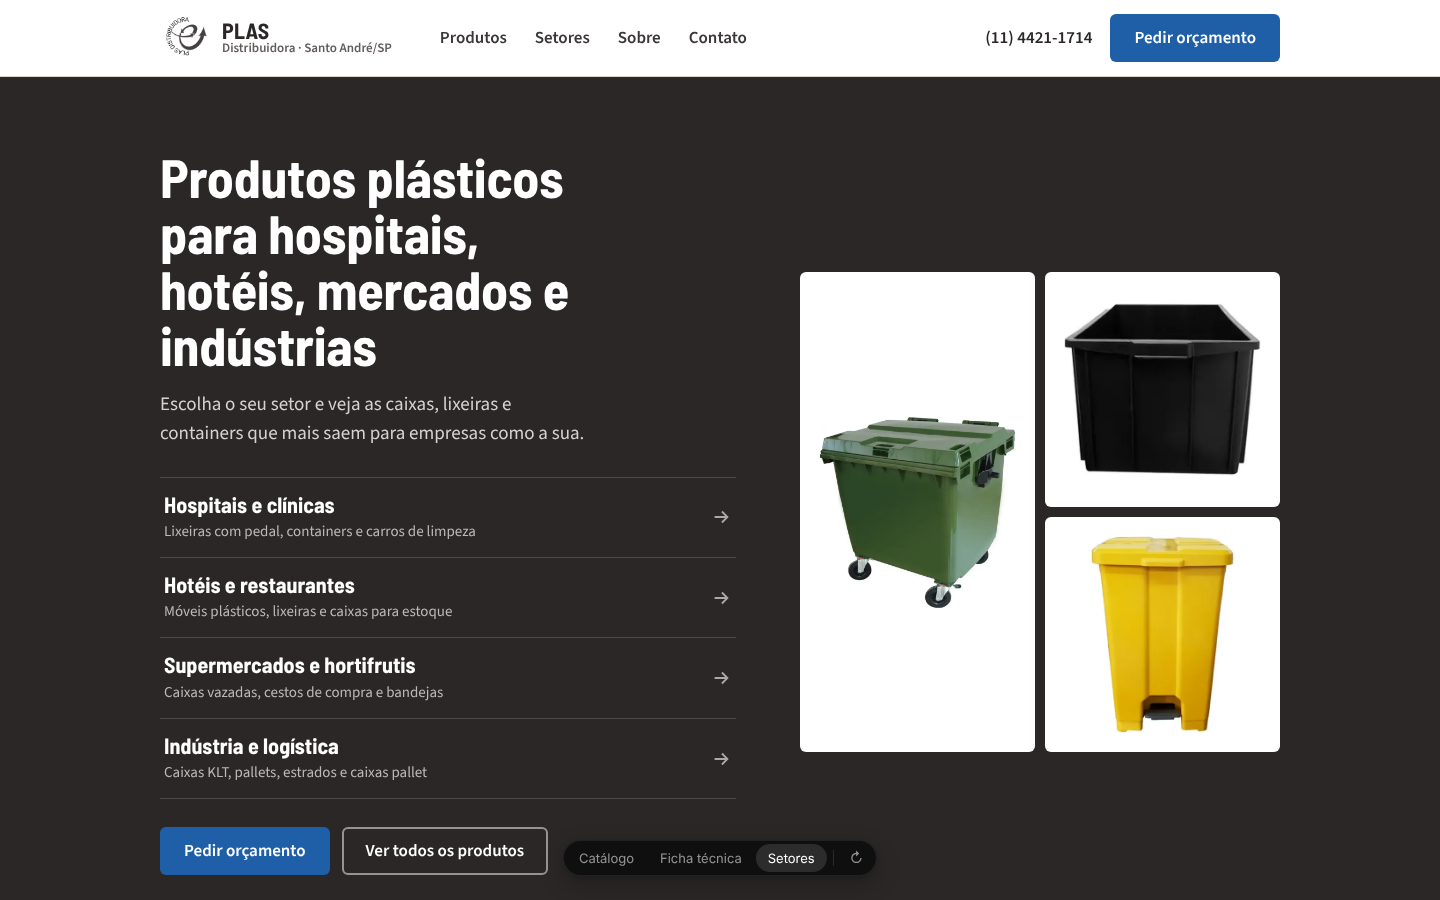 PLAS
Distribuidora · Santo André/SP
Produtos
Setores
Sobre
Contato
(11) 4421-1714
Pedir orçamento
Produtos plásticos
para hospitais,
hotéis, mercados e
indústrias
Escolha o seu setor e veja as caixas, lixeiras e
containers que mais saem para empresas como a sua.
Hospitais e clínicas
Lixeiras com pedal, containers e carros de limpeza
Hotéis e restaurantes
Móveis plásticos, lixeiras e caixas para estoque
Supermercados e hortifrutis
Caixas vazadas, cestos de compra e bandejas
Indústria e logística
Caixas KLT, pallets, estrados e caixas pallet
Pedir orçamento
Ver todos os produtos
Catálogo
Ficha técnica
Setores